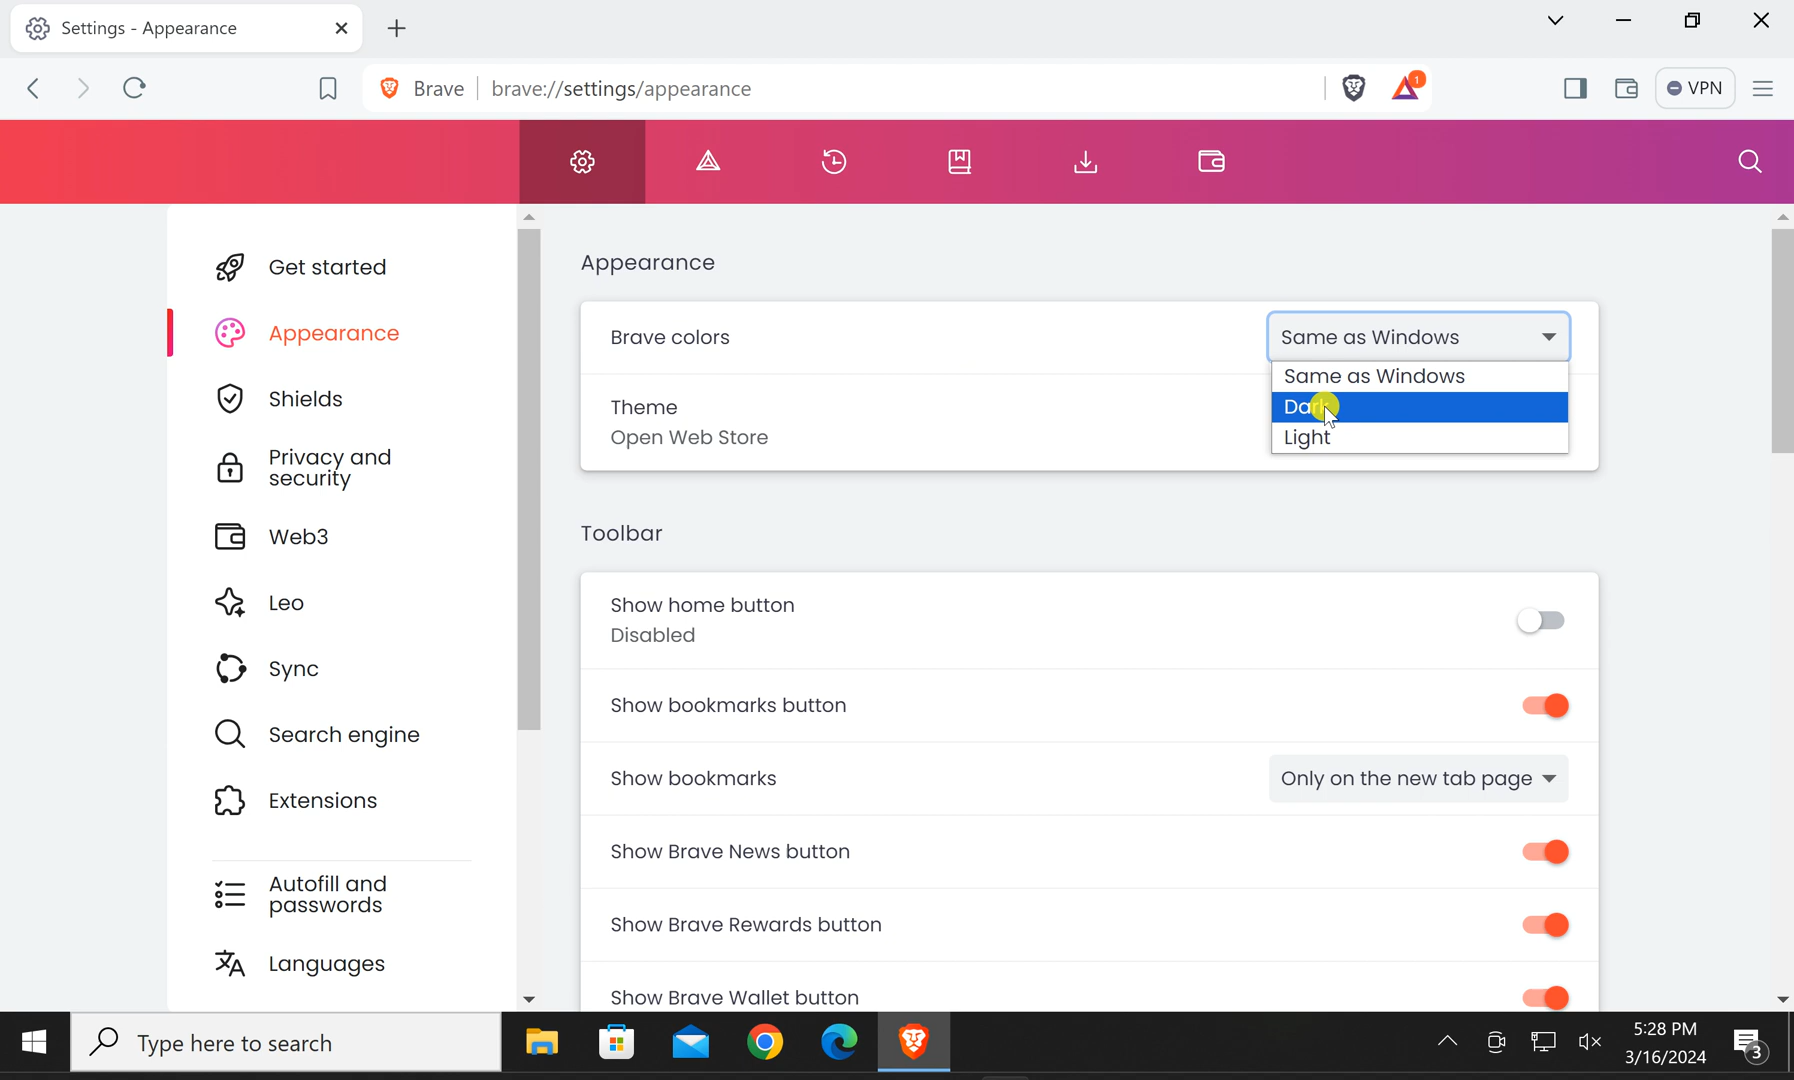 Settings - Appearance
Brave
brave://settings/appearance
1
VPN
Get started
Appearance
Shields
Privacy and
security
Web3
Leo
Sync
Search engine
Extensions
Autofill and
passwords
Languages
Appearance
Brave colors
Same as Windows
Same as Windows
Dark
Light
Theme
Open Web Store
Toolbar
Show home button
Disabled
Show bookmarks button
Show bookmarks
Only on the new tab page
Show Brave News button
Show Brave Rewards button
Show Brave Wallet button
Type here to search
5:28 PM
3/16/2024
3